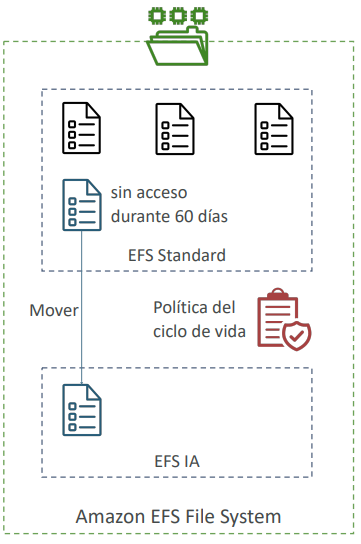 sin acceso
durante 60 días
EFS Standard
Mover
Política del
ciclo de vida
EFS IA
Amazon EFS File System